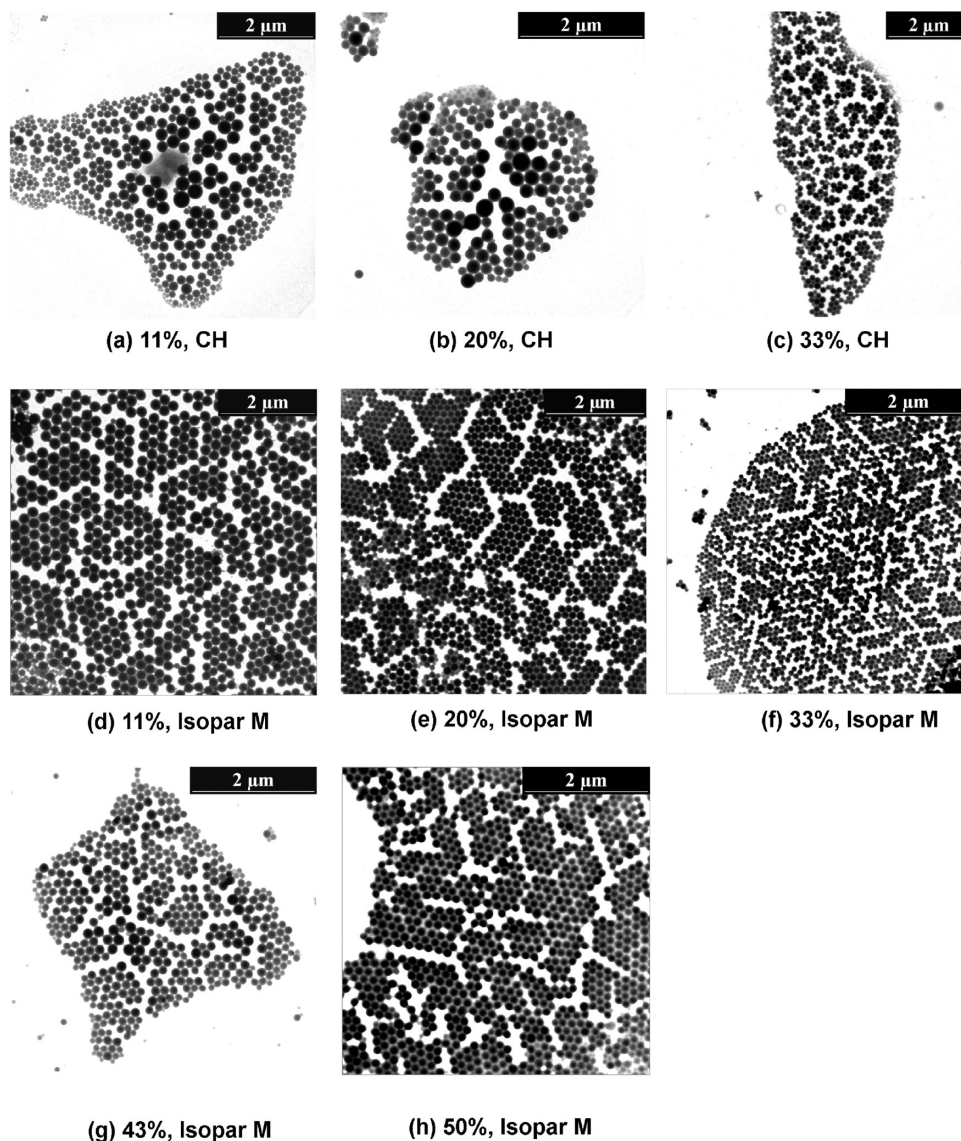 2 μm
2 μm
2 μm
(a) 11%, CH
(b) 20%, CH
(c) 33%, CH
2 μm
2 μm
2 μm
(d) 11%, Isopar M
(e) 20%, Isopar M
(f) 33%, Isopar M
2 μm
2 μm
(g) 43%, Isopar M
(h) 50%, Isopar M